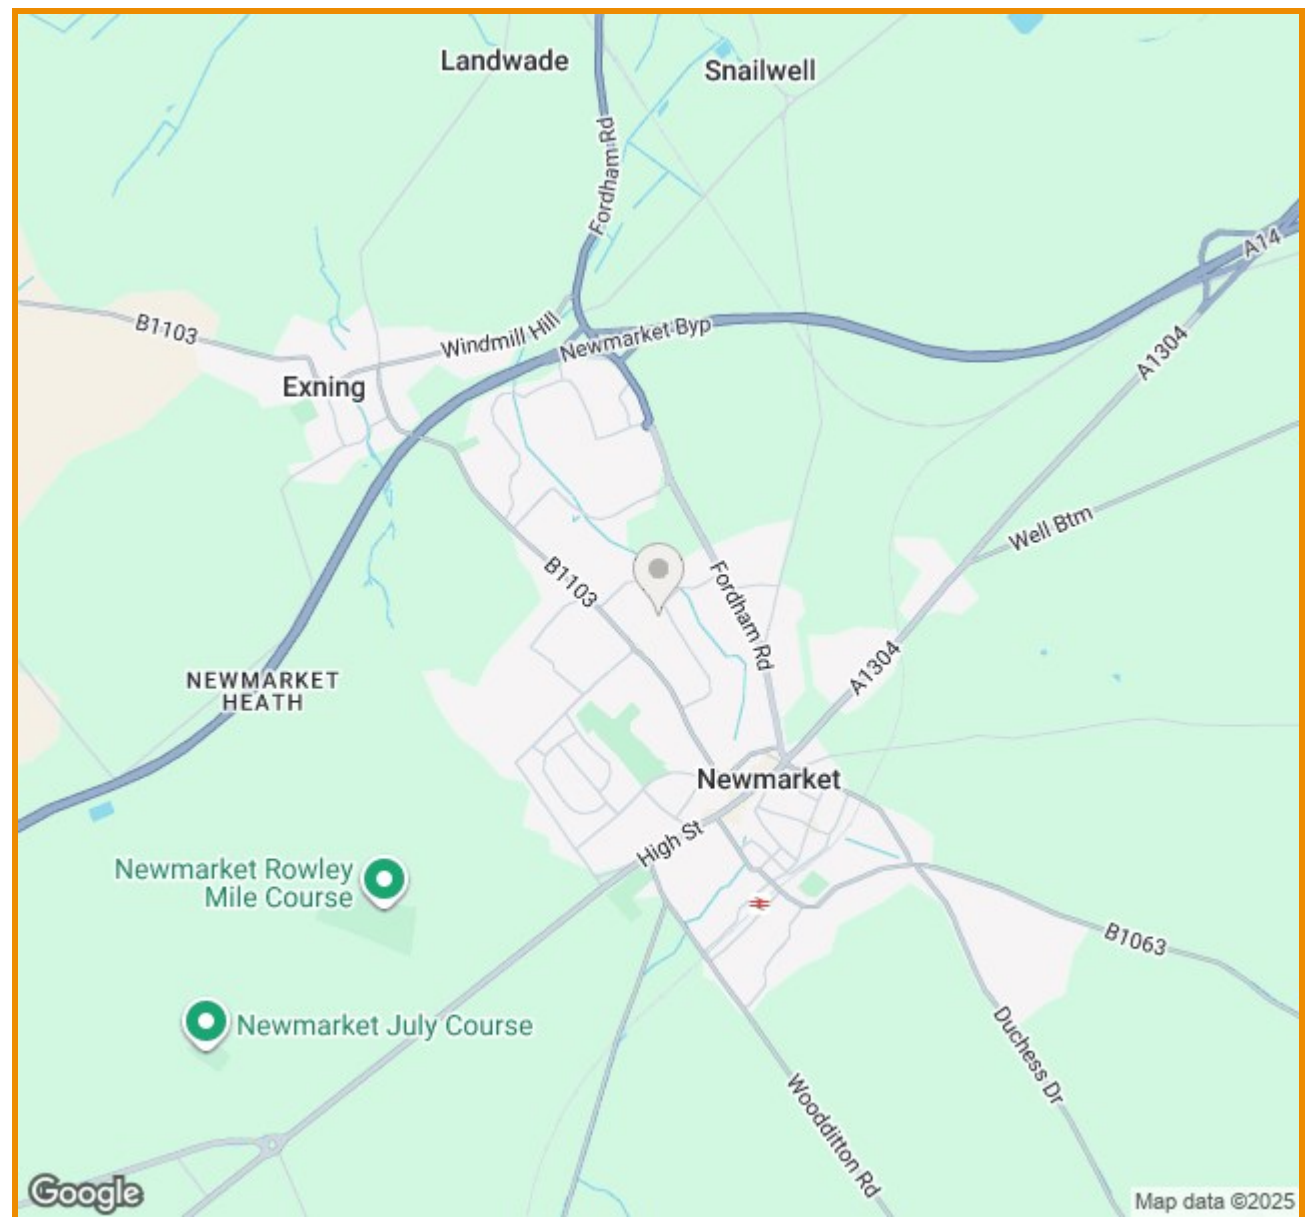 Landwade
Snailwell
Fordham Rd
A14
B1103
Windmill Hill
Newmarket Byp
A1304
Exning
Well Btm
B1103
Fordham Rd
A1304
NEWMARKET
HEATH
Newmarket
High St
Newmarket Rowley
Mile Course
B1063
Newmarket July Course
Duchess Dr
Woodditton Rd
Google
Map data ©2025